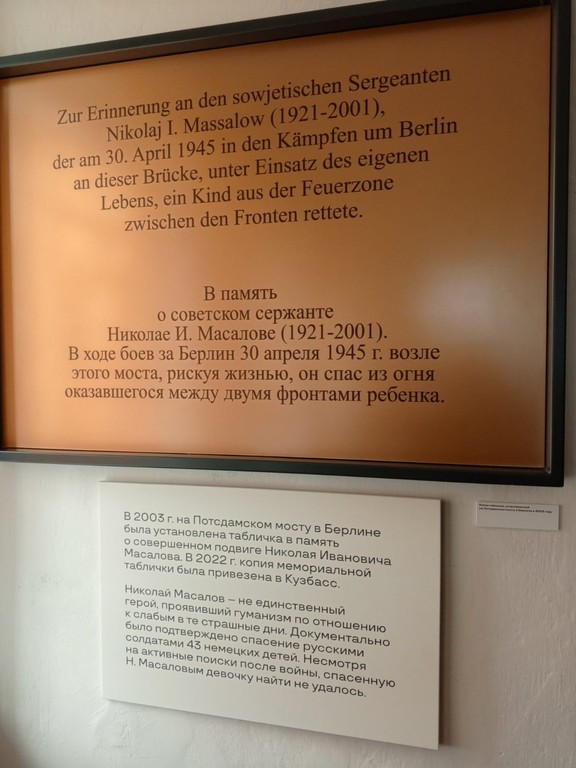 Zur Erinnerung an den sowjetischen Sergeanten
Nikolaj I. Massalow (1921-2001),
der am 30. April 1945 in den Kämpfen um Berlin
an dieser Brücke, unter Einsatz des eigenen
Lebens, ein Kind aus der Feuerzone
zwischen den Fronten rettete.
В память
о советском сержанте
Николае И. Масалове (1921-2001).
В ходе боев за Берлин 30 апреля 1945 г. возле
этого моста, рискуя жизнью, он спас из огня
оказавшегося между двумя фронтами ребенка.
В 2003 г. на Потсдамском мосту в Берлине
была установлена табличка в память
о совершенном подвиге Николая Ивановича
Масалова. В 2022 г. копия мемориальной
таблички была привезена в Кузбасс.
Николай Масалов – не единственный
герой, проявивший гуманизм по отношению
к слабым в те страшные дни. Документально
было подтверждено спасение русскими
солдатами 43 немецких детей. Несмотря
на активные поиски после войны, спасенную
Н. Масаловым девочку найти не удалось.